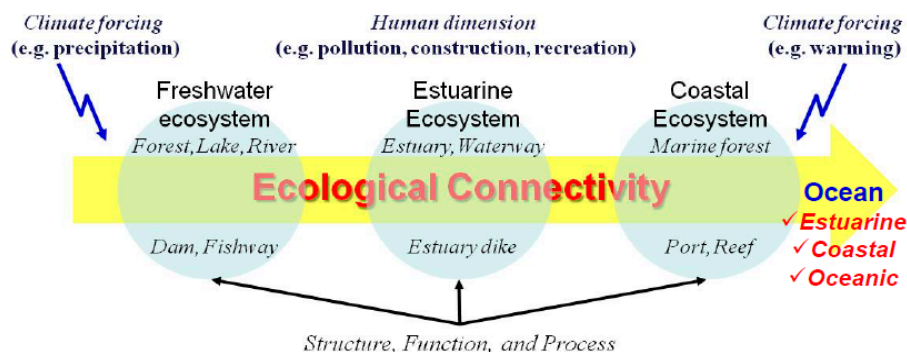 Climate forcing
(e.g. precipitation)
Human dimension
(e.g. pollution, construction, recreation)
Climate forcing
(e.g. warming)
Freshwater
ecosystem
Forest, Lake, River
Estuarine
Ecosystem
Estuary, Waterway
Coastal
Ecosystem
Marine forest
Ecological Connectivity
Ocean
✓Estuarine
✓Coastal
✓Oceanic
Dam, Fishway
Estuary dike
Port, Reef
Structure, Function, and Process